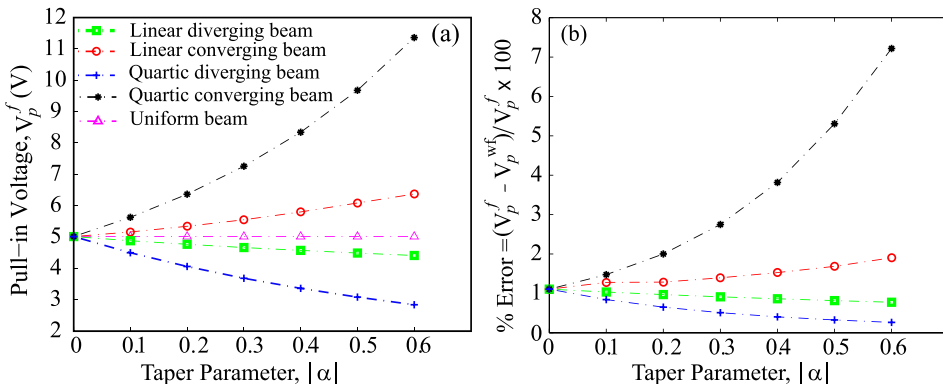 (a)
Linear diverging beam
Linear converging beam
Quartic diverging beam
Quartic converging beam
Uniform beam
Pull−in Voltage, V_p^f (V)
12
11
10
9
8
7
6
5
4
3
2
0 0.1 0.2 0.3 0.4 0.5 0.6
Taper Parameter, |α|
(b)
% Error =(V_p^f - V_p^wf)/V_p^f x 100
8
7
6
5
4
3
2
1
0
0 0.1 0.2 0.3 0.4 0.5 0.6
Taper Parameter, |α|